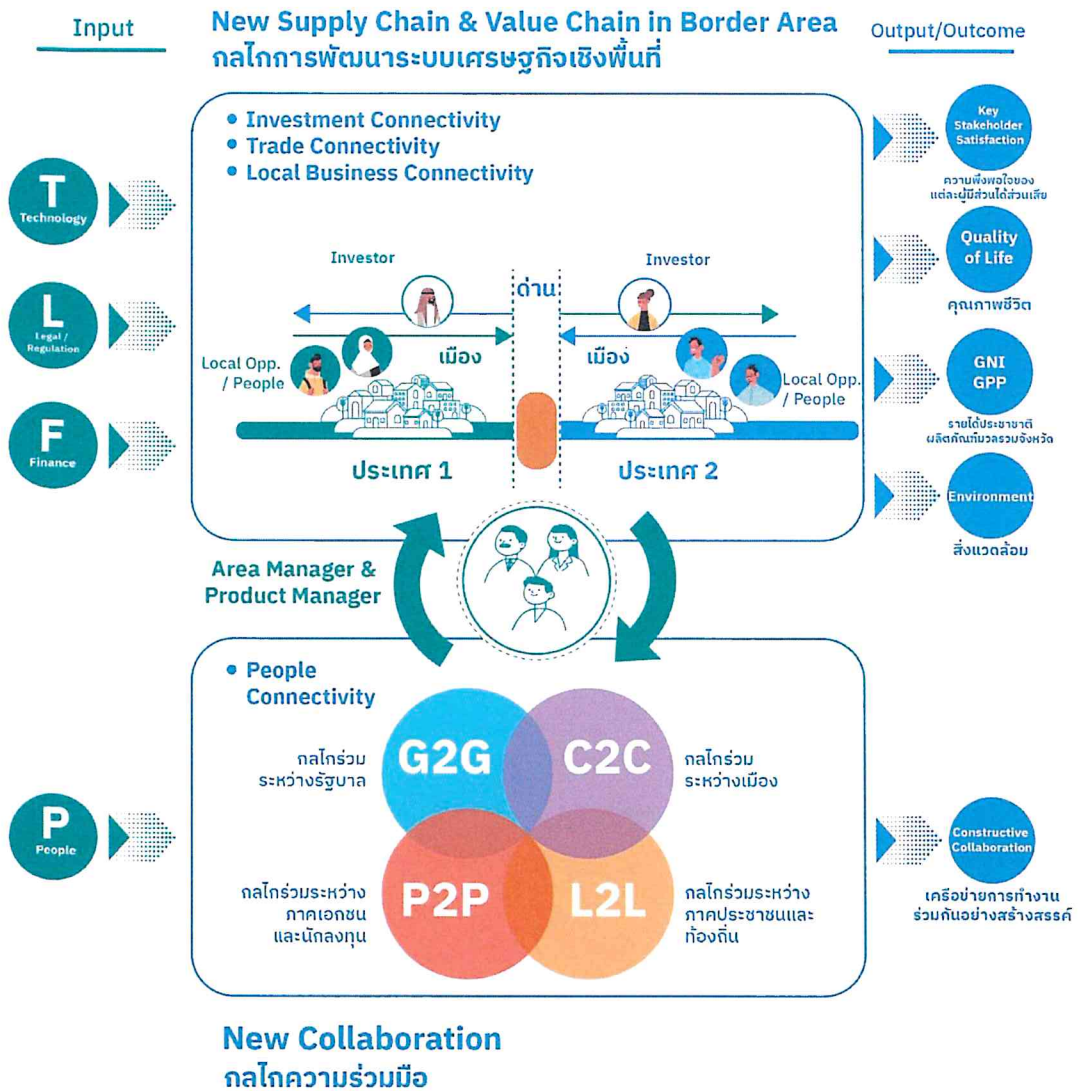 Input
New Supply Chain & Value Chain in Border Area
กลไกการพัฒนาระบบเศรษฐกิจเชิงพื้นที่
Output/Outcome
• Investment Connectivity
• Trade Connectivity
• Local Business Connectivity
T
Technology
L
Legal /
Regulation
F
Finance
Investor
ด่าน
Investor
เมือง
เมือง
Local Opp.
/ People
Local Opp.
/ People
ประเทศ 1
ประเทศ 2
Key
Stakeholder
Satisfaction
ความพึงพอใจของ
แต่ละผู้มีส่วนได้ส่วนเสีย
Quality
of Life
คุณภาพชีวิต
GNI
GPP
รายได้ประชาชาติ
ผลิตภัณฑ์มวลรวมจังหวัด
Environment
สิ่งแวดล้อม
Area Manager &
Product Manager
• People
Connectivity
G2G
กลไกร่วม
ระหว่างรัฐบาล
C2C
กลไกร่วม
ระหว่างเมือง
P2P
กลไกร่วมระหว่าง
ภาคเอกชน
และนักลงทุน
L2L
กลไกร่วมระหว่าง
ภาคประชาชนและ
ท้องถิ่น
P
People
Constructive
Collaboration
เครือข่ายการทำงาน
ร่วมกันอย่างสร้างสรรค์
New Collaboration
กลไกความร่วมมือ